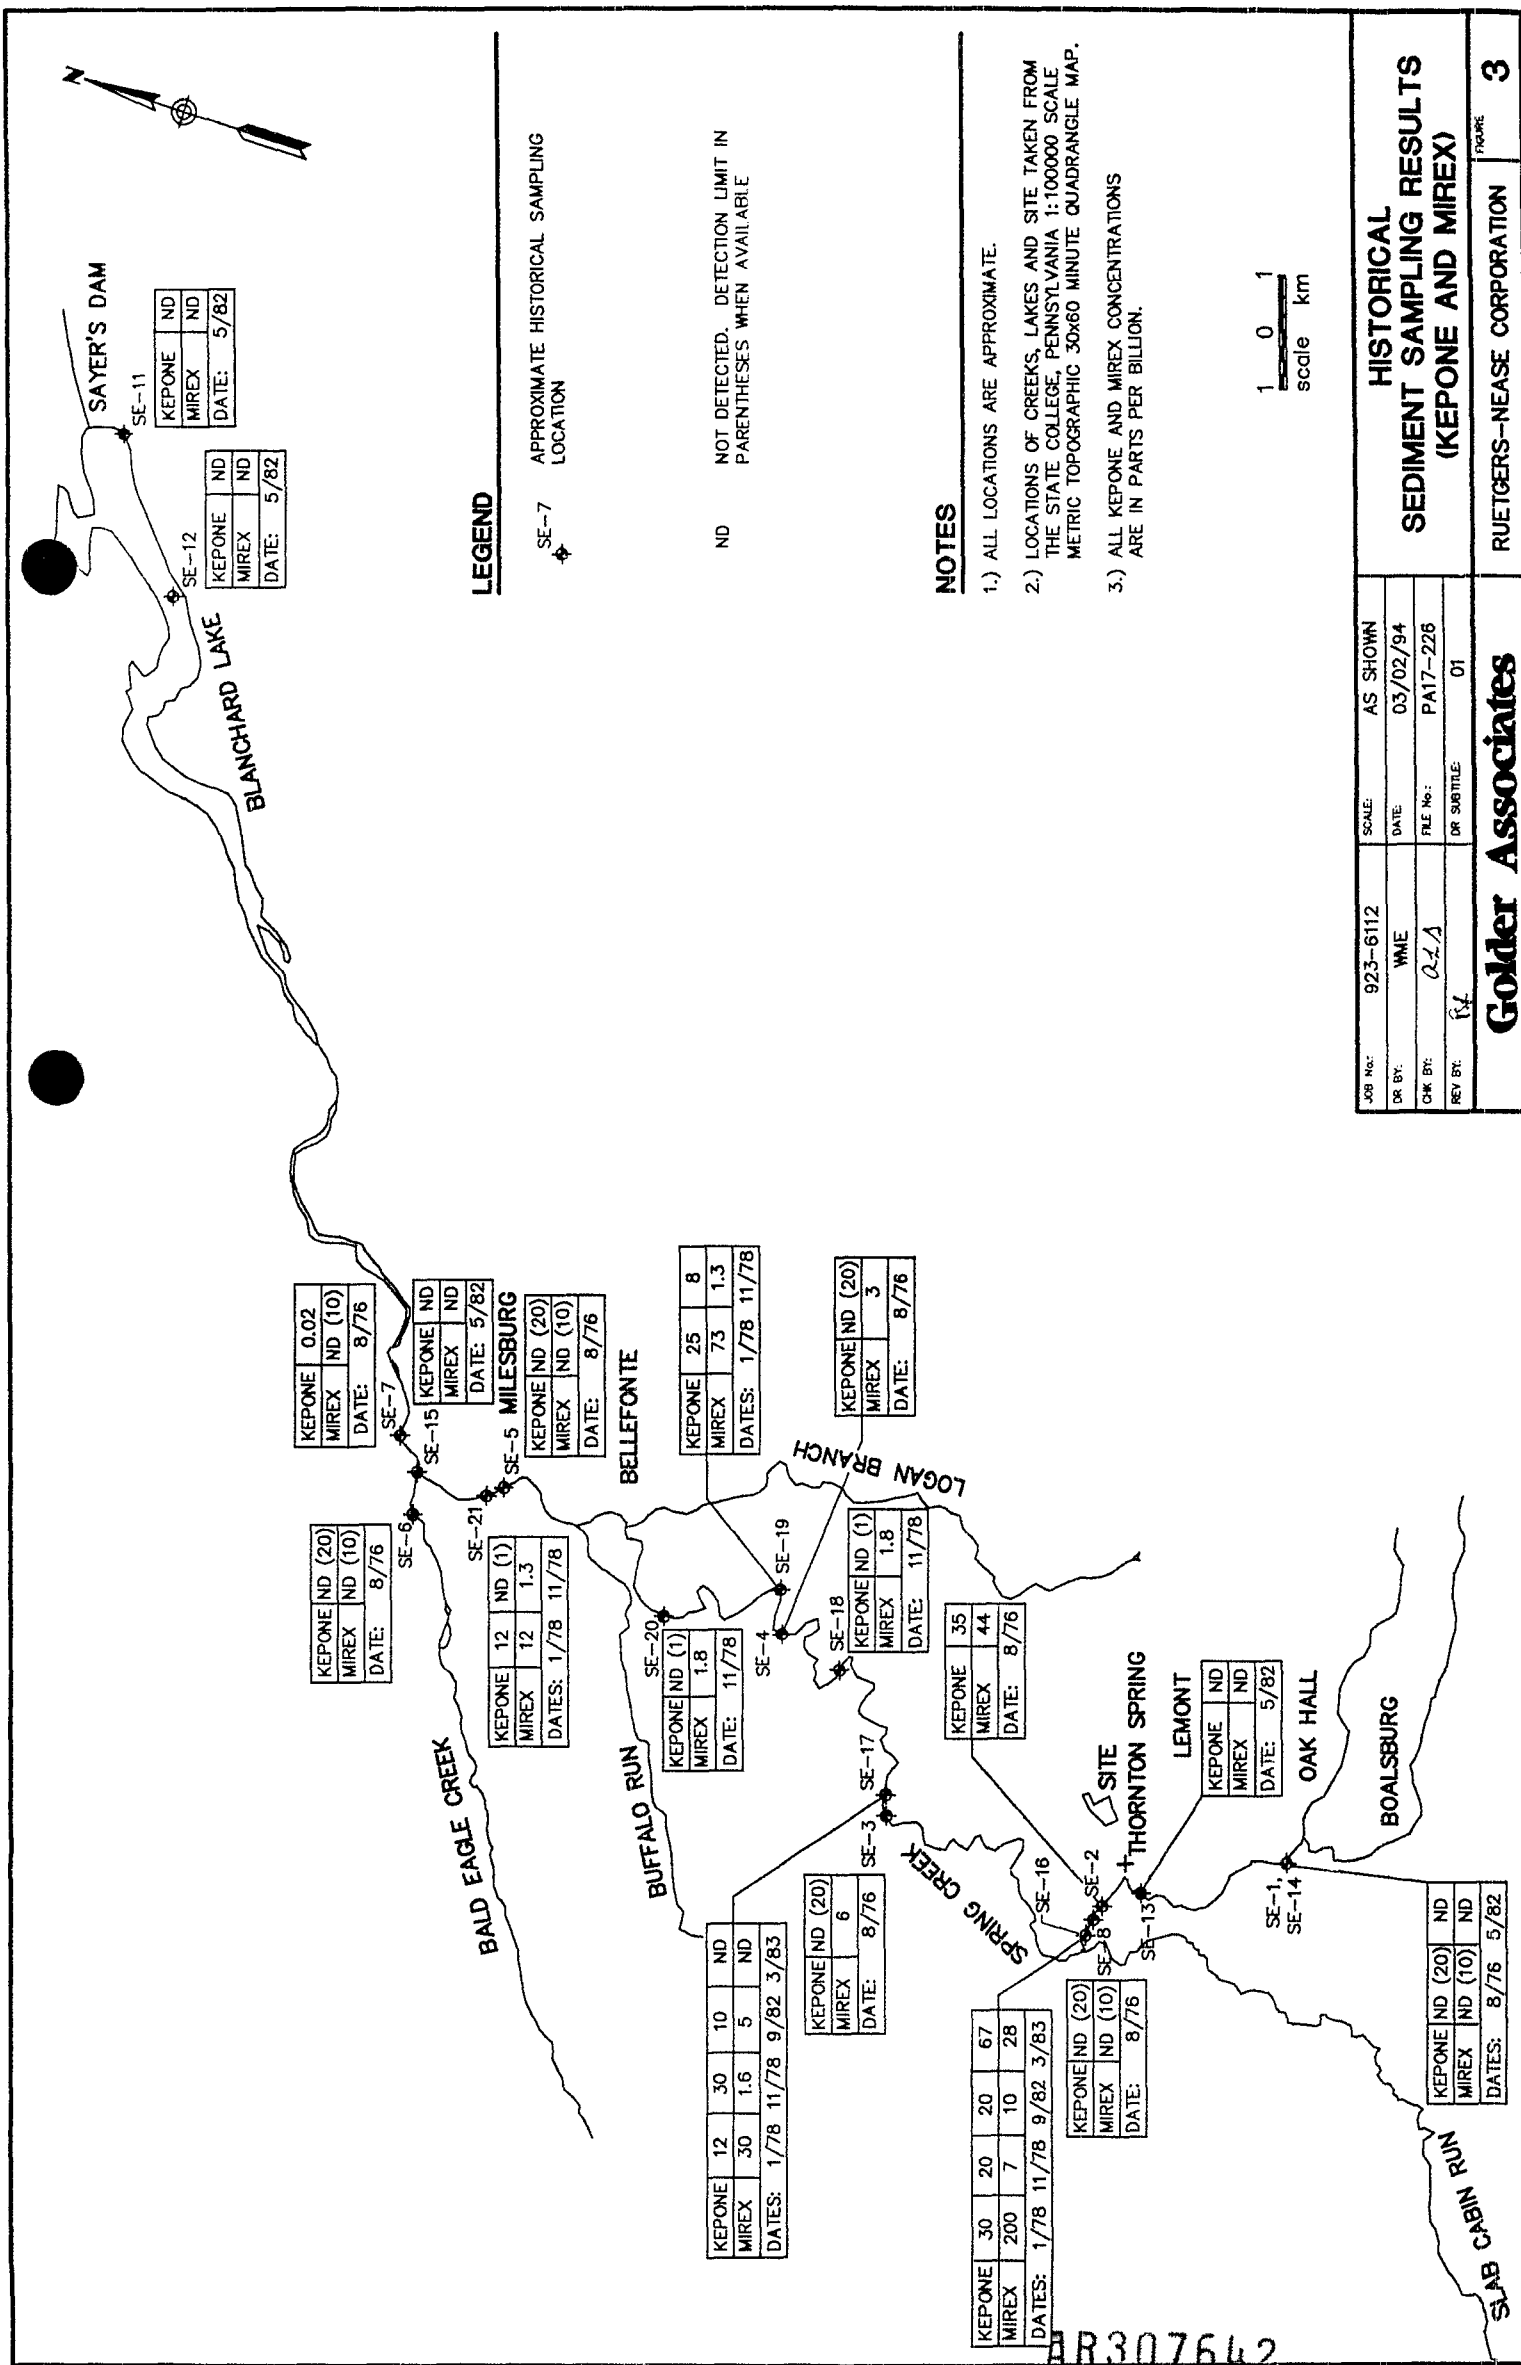 N
SAYER'S DAM
SE-11
KEPONE ND
MIREX ND
DATE: 5/82
SE-12
KEPONE ND
MIREX ND
DATE: 5/82
BLANCHARD LAKE
KEPONE 0.02
MIREX ND (10)
DATE: 8/76
SE-7
SE-15
KEPONE ND
MIREX ND
DATE: 5/82
KEPONE ND (20)
MIREX ND (10)
DATE: 8/76
SE-6
BALD EAGLE CREEK
SE-21
KEPONE 12 ND (1)
MIREX 12 1.3
DATES: 1/78 11/78
SE-5
MILESBURG
KEPONE ND (20)
MIREX ND (10)
DATE: 8/76
BELLEFONTE
BUFFALO RUN
SE-20
KEPONE ND (1)
MIREX 1.8
DATE: 11/78
KEPONE 25 8
MIREX 73 1.3
DATES: 1/78 11/78
SE-19
SE-4
KEPONE ND (20)
MIREX 3
DATE: 8/76
LOGAN BRANCH
SE-18
KEPONE ND (1)
MIREX 1.8
DATE: 11/78
SE-17
KEPONE 12 30 10 ND
MIREX 30 1.6 5 ND
DATES: 1/78 11/78 9/82 3/83
SE-3
KEPONE ND (20)
MIREX 6
DATE: 8/76
SPRING CREEK
KEPONE 35
MIREX 44
DATE: 8/76
SE-16
SE-2
KEPONE 30 20 20 67
MIREX 200 7 10 28
DATES: 1/78 11/78 9/82 3/83
SE-8
KEPONE ND (20)
MIREX ND (10)
DATE: 8/76
SITE
THORNTON SPRING
LEMONT
SE-13
KEPONE ND
MIREX ND
DATE: 5/82
OAK HALL
BOALSBURG
SE-1,
SE-14
KEPONE ND (20) ND
MIREX ND (10) ND
DATES: 8/76 5/82
SLAB CABIN RUN
LEGEND
SE-7 APPROXIMATE HISTORICAL SAMPLING
LOCATION
ND NOT DETECTED. DETECTION LIMIT IN
PARENTHESES WHEN AVAILABLE
NOTES
1.) ALL LOCATIONS ARE APPROXIMATE.
2.) LOCATIONS OF CREEKS, LAKES AND SITE TAKEN FROM
THE STATE COLLEGE, PENNSYLVANIA 1:100000 SCALE
METRIC TOPOGRAPHIC 30x60 MINUTE QUADRANGLE MAP.
3.) ALL KEPONE AND MIREX CONCENTRATIONS
ARE IN PARTS PER BILLION.
1 0 1
scale km
JOB No.: 923-6112 SCALE: AS SHOWN
DR BY: WME DATE: 03/02/94
CHK BY: FILE No.: PA17-226
REV BY: DR SUBTITLE: 01
Golder Associates
HISTORICAL
SEDIMENT SAMPLING RESULTS
(KEPONE AND MIREX)
RUETGERS-NEASE CORPORATION
FIGURE 3
AR307642